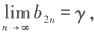 lim b₂ₙ = γ ,
n → ∞